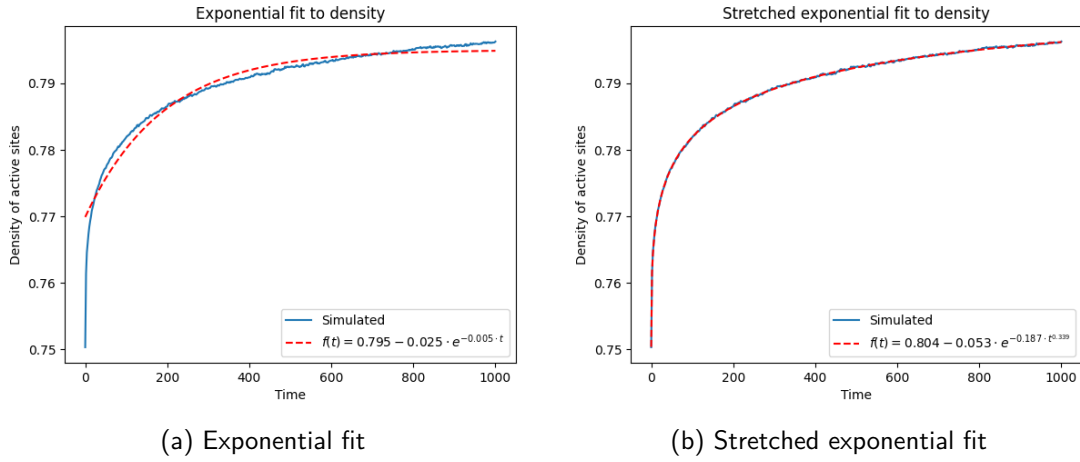 Exponential fit to density
Density of active sites
0.79
0.78
0.77
0.76
0.75
Simulated
f(t) = 0.795 − 0.025 · e^{−0.005 · t}
0 200 400 600 800 1000
Time
(a) Exponential fit
Stretched exponential fit to density
Density of active sites
0.79
0.78
0.77
0.76
0.75
Simulated
f(t) = 0.804 − 0.053 · e^{−0.187 · t^{0.339}}
0 200 400 600 800 1000
Time
(b) Stretched exponential fit